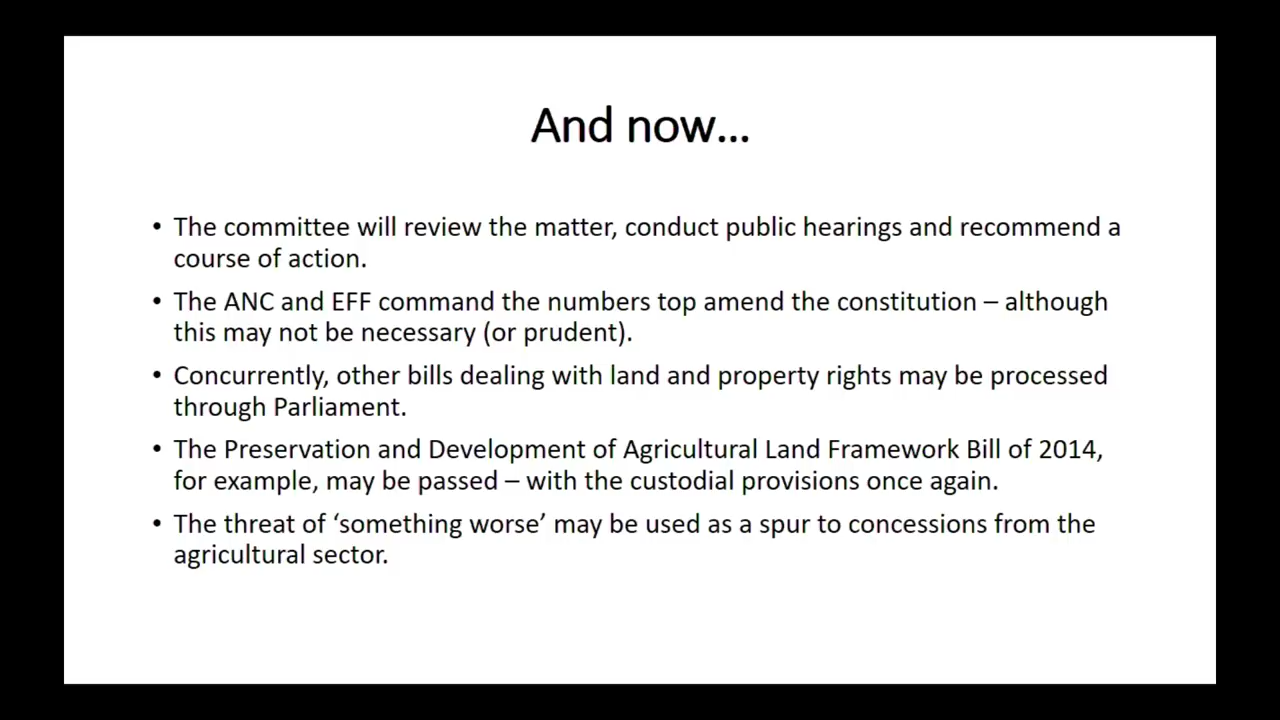 And now...
• The committee will review the matter, conduct public hearings and recommend a
course of action.
• The ANC and EFF command the numbers top amend the constitution – although
this may not be necessary (or prudent).
• Concurrently, other bills dealing with land and property rights may be processed
through Parliament.
• The Preservation and Development of Agricultural Land Framework Bill of 2014,
for example, may be passed – with the custodial provisions once again.
• The threat of ‘something worse’ may be used as a spur to concessions from the
agricultural sector.